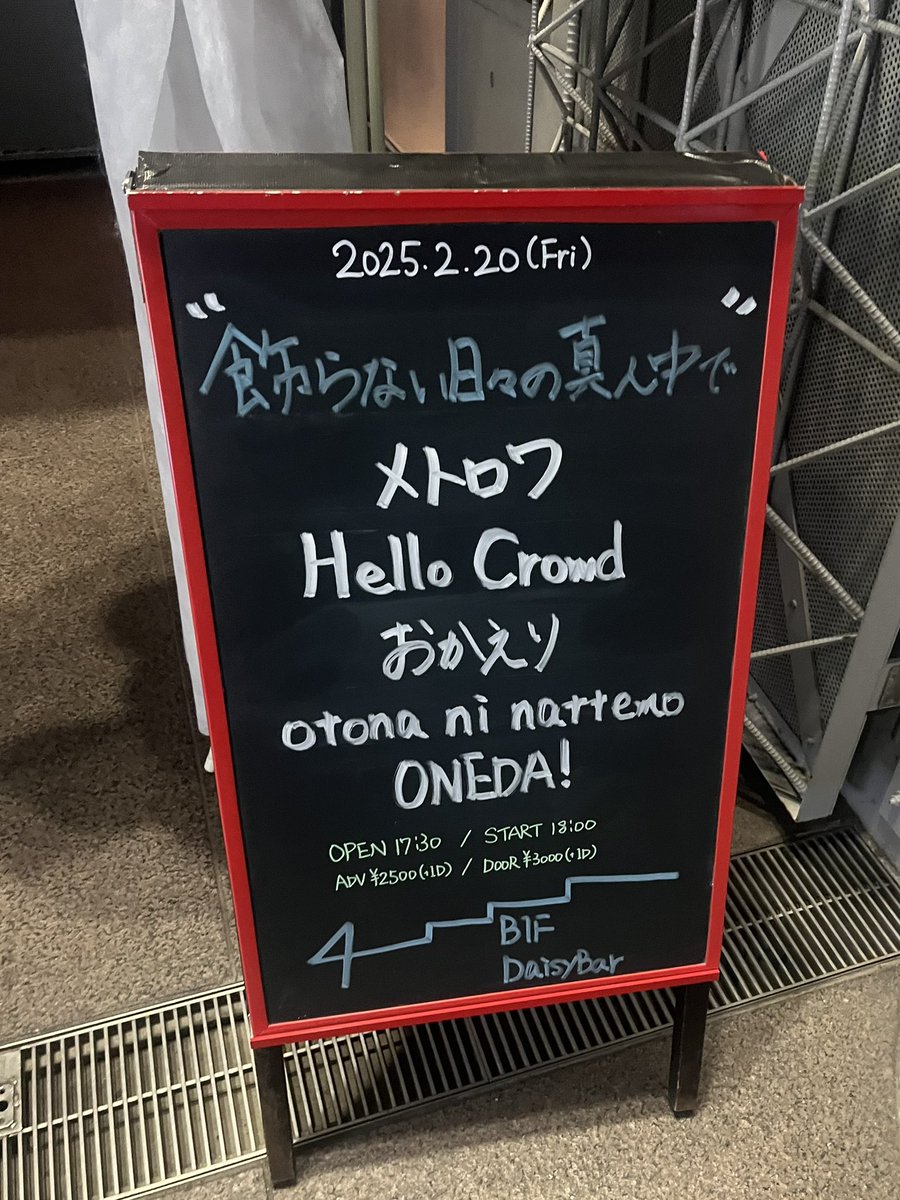 2025.2.20(Fri)
"飾らない日々の真ん中で"
メトロワ
Hello Crowd
おかえり
otona ni nattemo
ONEDA!
OPEN 17:30 / START 18:00
ADV ¥2500(+1D) / DOOR ¥3000(+1D)
B1F
DaisyBar